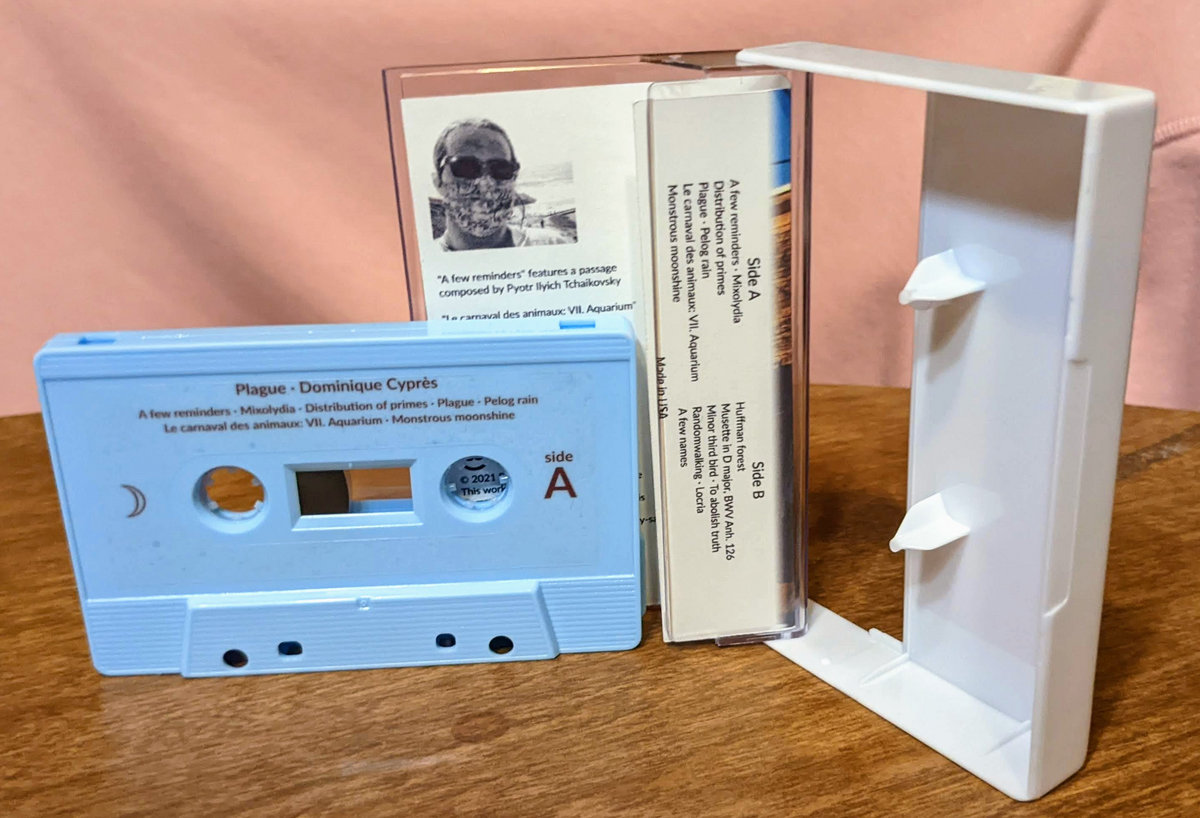 "A few reminders" features a passage
composed by Pyotr Ilyich Tchaikovsky
"Le carnaval des animaux: VII. Aquarium"
Plague · Dominique Cyprès
A few reminders · Mixolydia · Distribution of primes · Plague · Pelog rain
Le carnaval des animaux: VII. Aquarium · Monstrous moonshine
side
A
© 2021
This work
Side A
A few reminders · Mixolydia
Distribution of primes
Plague · Pelog rain
Le carnaval des animaux: VII. Aquarium
Monstrous moonshine
Side B
Huffman forest
Musette in D major, BWV Anh. 126
Minor third bird · To abolish truth
Randomwalking · Locria
A few names
Made in USA